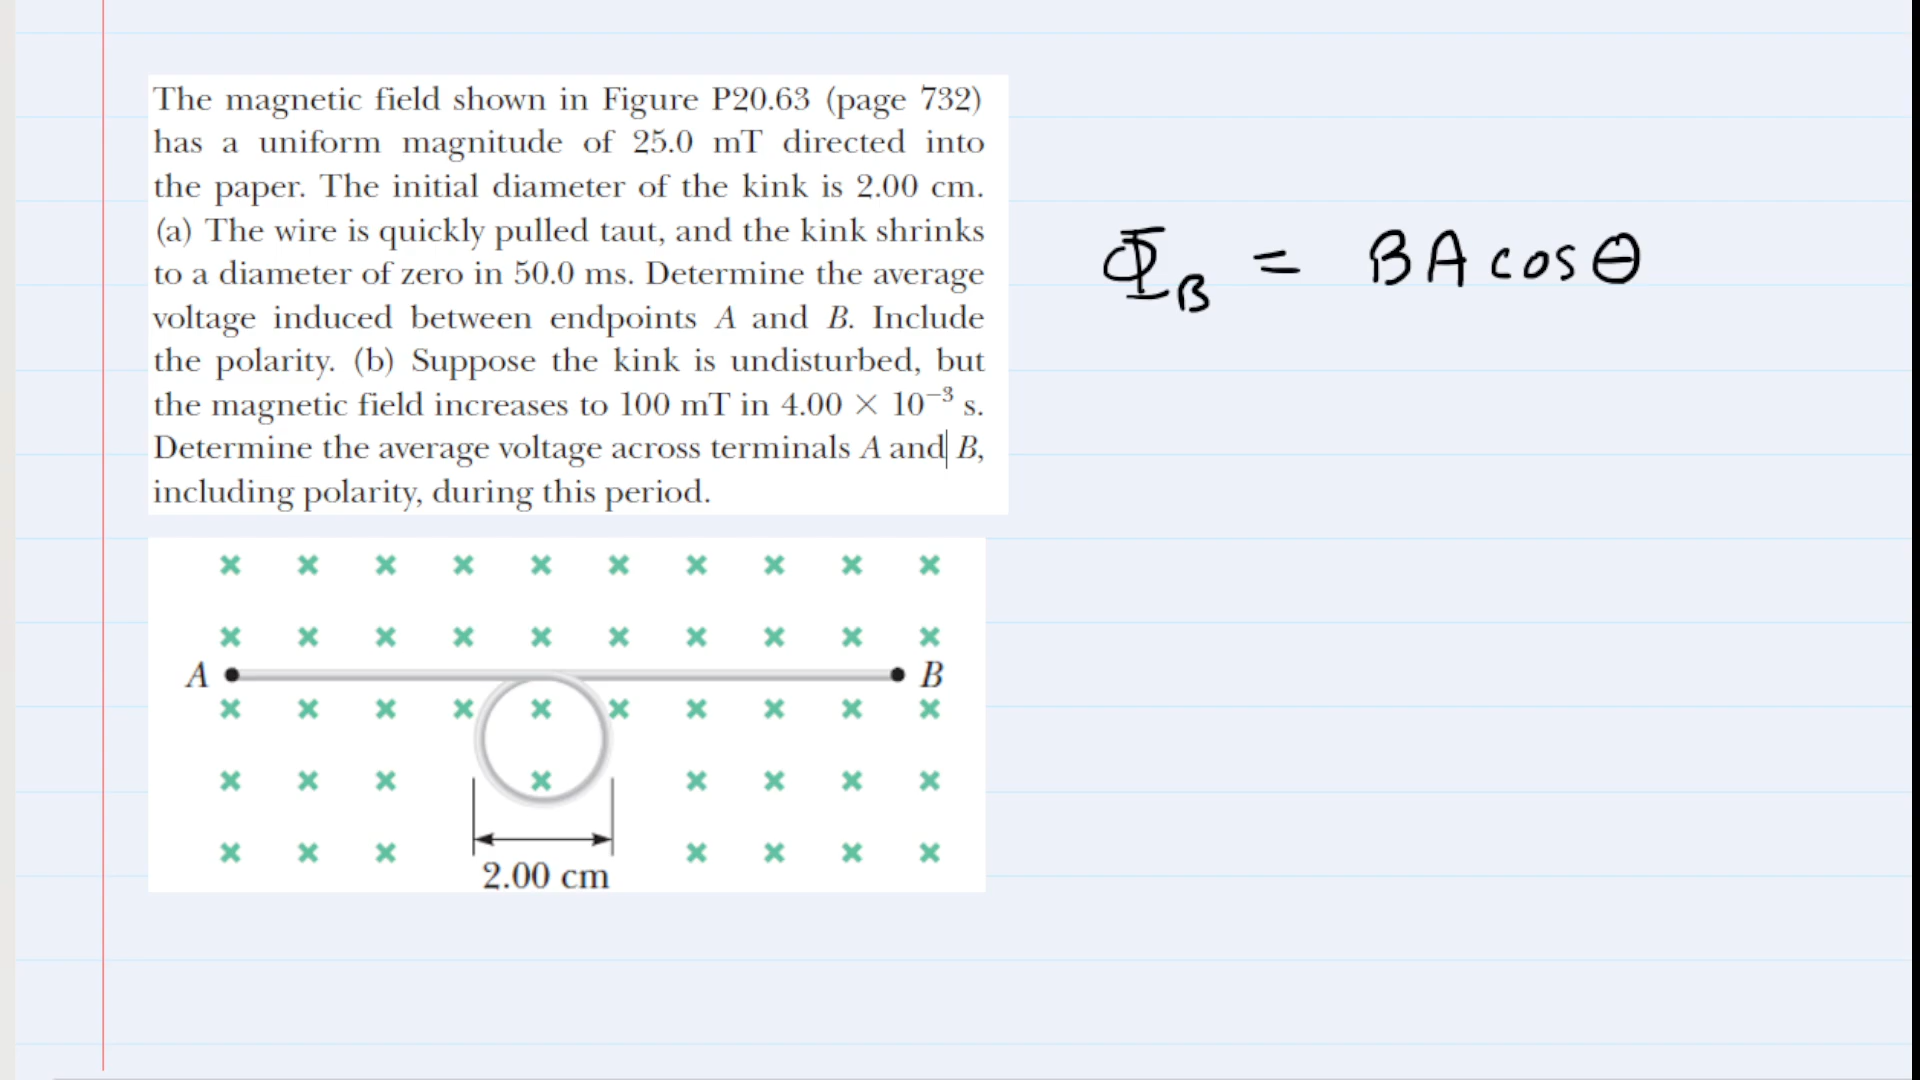 The magnetic field shown in Figure P20.63 (page 732)
has a uniform magnitude of 25.0 mT directed into
the paper. The initial diameter of the kink is 2.00 cm.
(a) The wire is quickly pulled taut, and the kink shrinks
to a diameter of zero in 50.0 ms. Determine the average
voltage induced between endpoints A and B. Include
the polarity. (b) Suppose the kink is undisturbed, but
the magnetic field increases to 100 mT in 4.00 × 10⁻³ s.
Determine the average voltage across terminals A and B,
including polarity, during this period.
Φ_B = BA cosθ
A
B
2.00 cm